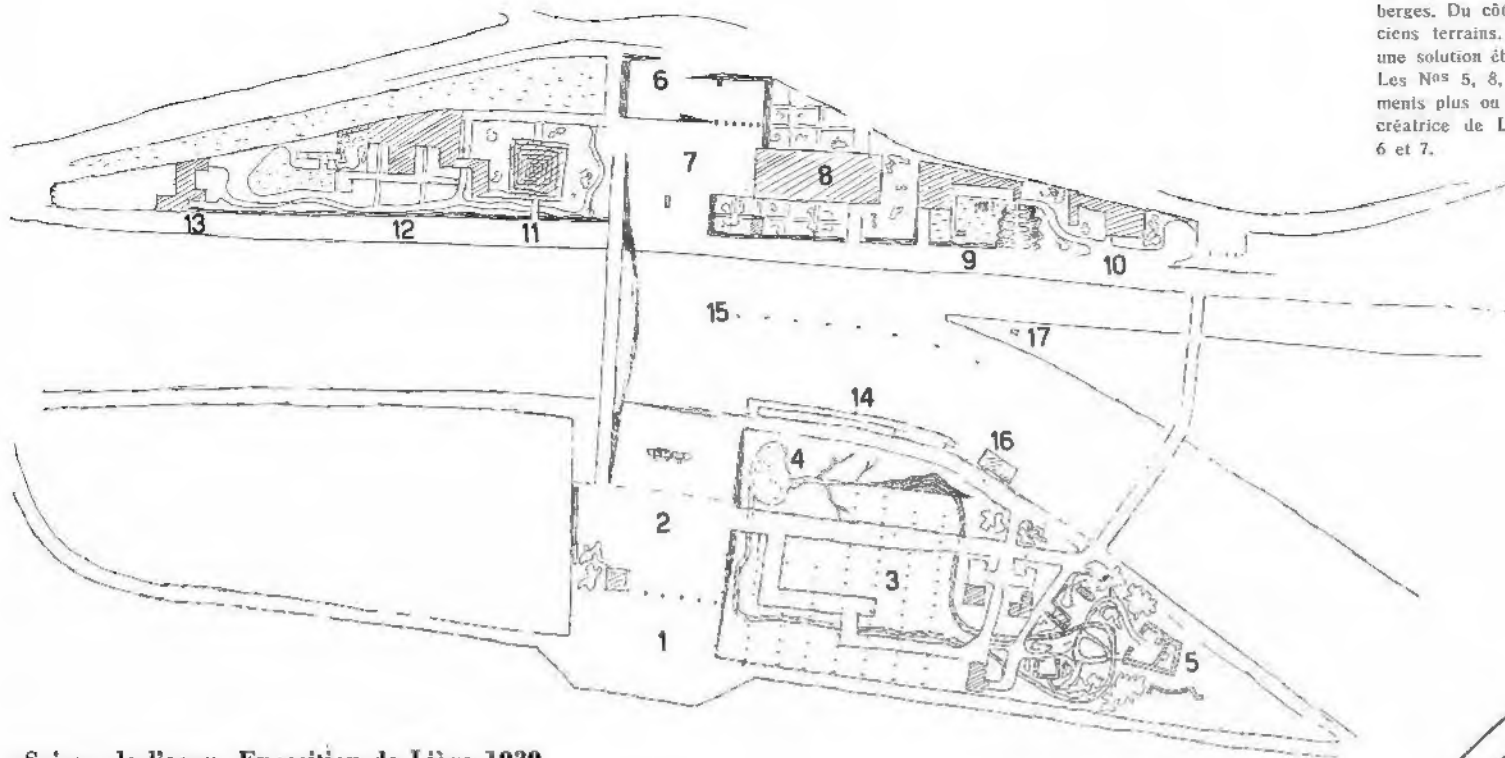 berges. Du cô
ciens terrains.
une solution
Les Nos 5, 8,
ments plus ou
créatrice de L
6 et 7.
6
7
8
13
12
11
9
10
15
17
14
16
4
2
3
1
5
de l'eau Exposition de Liège 1939